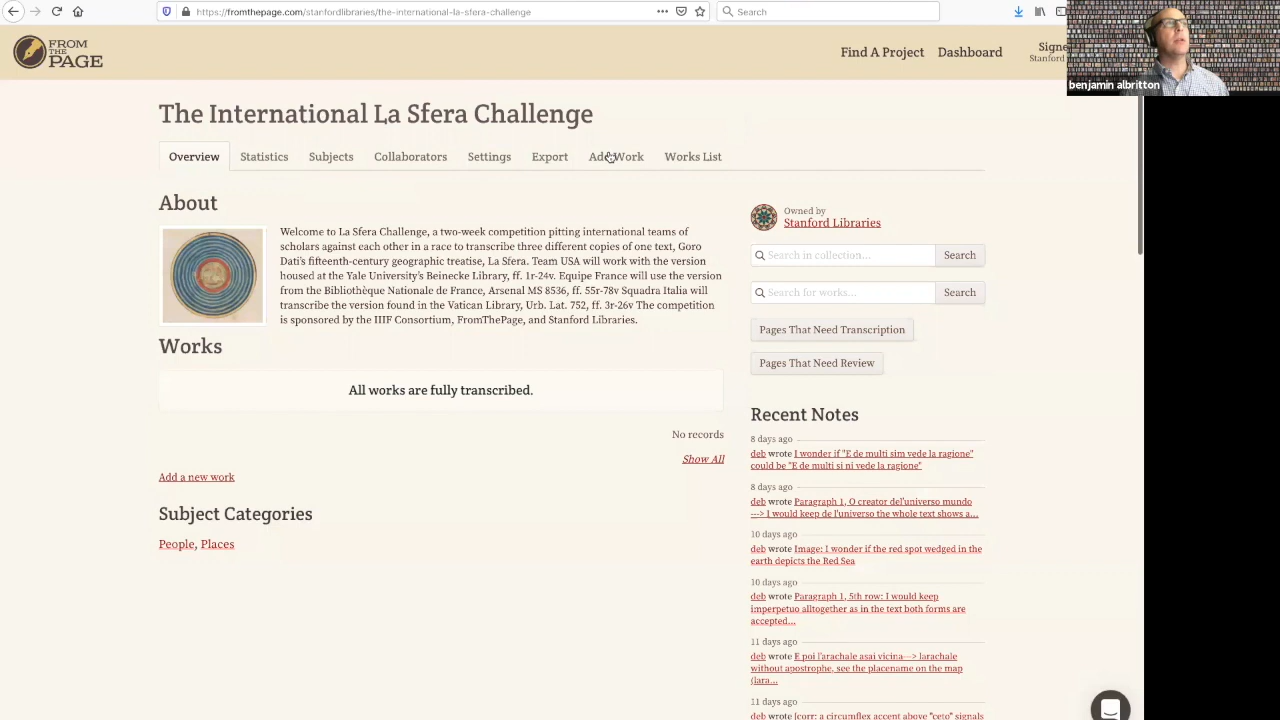 https://fromthepage.com/stanfordlibraries/the-international-la-sfera-challenge
Search
FROM
THE
PAGE
Find A Project
Dashboard
Signe
Stanford
benjamin albritton
The International La Sfera Challenge
Overview
Statistics
Subjects
Collaborators
Settings
Export
Add Work
Works List
About
Welcome to La Sfera Challenge, a two-week competition pitting international teams of
scholars against each other in a race to transcribe three different copies of one text, Goro
Dati's fifteenth-century geographic treatise, La Sfera. Team USA will work with the version
housed at the Yale University's Beinecke Library, ff. 1r-24v. Equipe France will use the version
from the Bibliothèque Nationale de France, Arsenal MS 8536, ff. 55r-78v Squadra Italia will
transcribe the version found in the Vatican Library, Urb. Lat. 752, ff. 3r-26v The competition
is sponsored by the IIIF Consortium, FromThePage, and Stanford Libraries.
Works
All works are fully transcribed.
No records
Show All
Add a new work
Subject Categories
People, Places
Owned by
Stanford Libraries
Search in collection...
Search
Search for works...
Search
Pages That Need Transcription
Pages That Need Review
Recent Notes
8 days ago
deb wrote I wonder if "E de multi sim vede la ragione"
could be "E de multi si ni vede la ragione"
8 days ago
deb wrote Paragraph 1, O creator del'universo mundo
---> I would keep de l'universo the whole text shows a...
10 days ago
deb wrote Image: I wonder if the red spot wedged in the
earth depicts the Red Sea
10 days ago
deb wrote Paragraph 1, 5th row: I would keep
imperpetuo alltogether as in the text both forms are
accepted...
11 days ago
deb wrote E poi l'arachale asai vicina---> larachale
without apostrophe, see the placename on the map
(lara...
11 days ago
deb wrote [corr: a circumflex accent above "ceto" signals